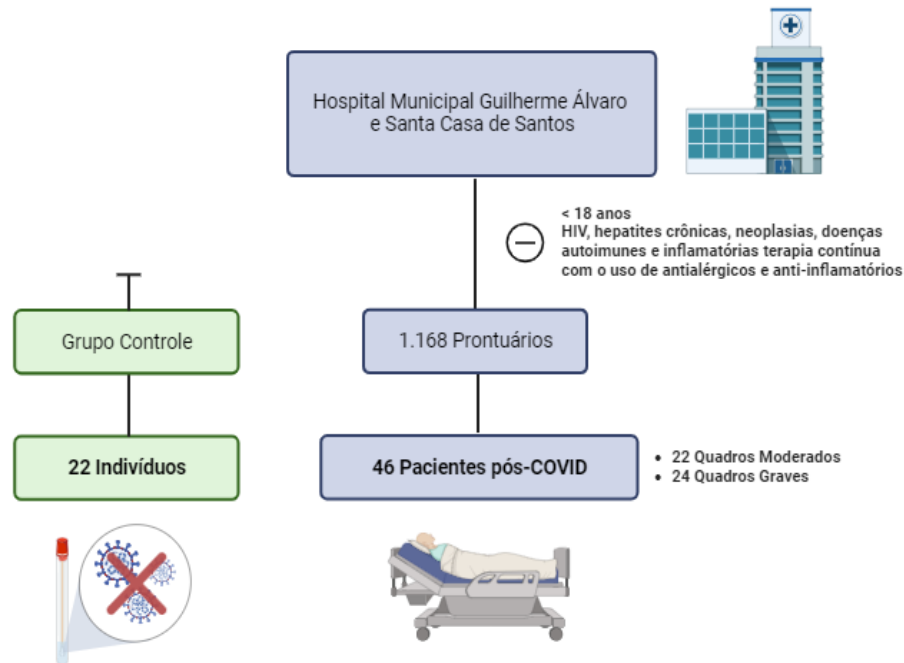 Hospital Municipal Guilherme Álvaro
e Santa Casa de Santos
< 18 anos
HIV, hepatites crônicas, neoplasias, doenças
autoimunes e inflamatórias terapia contínua
com o uso de antialérgicos e anti-inflamatórios
Grupo Controle
1.168 Prontuários
22 Indivíduos
46 Pacientes pós-COVID
• 22 Quadros Moderados
• 24 Quadros Graves